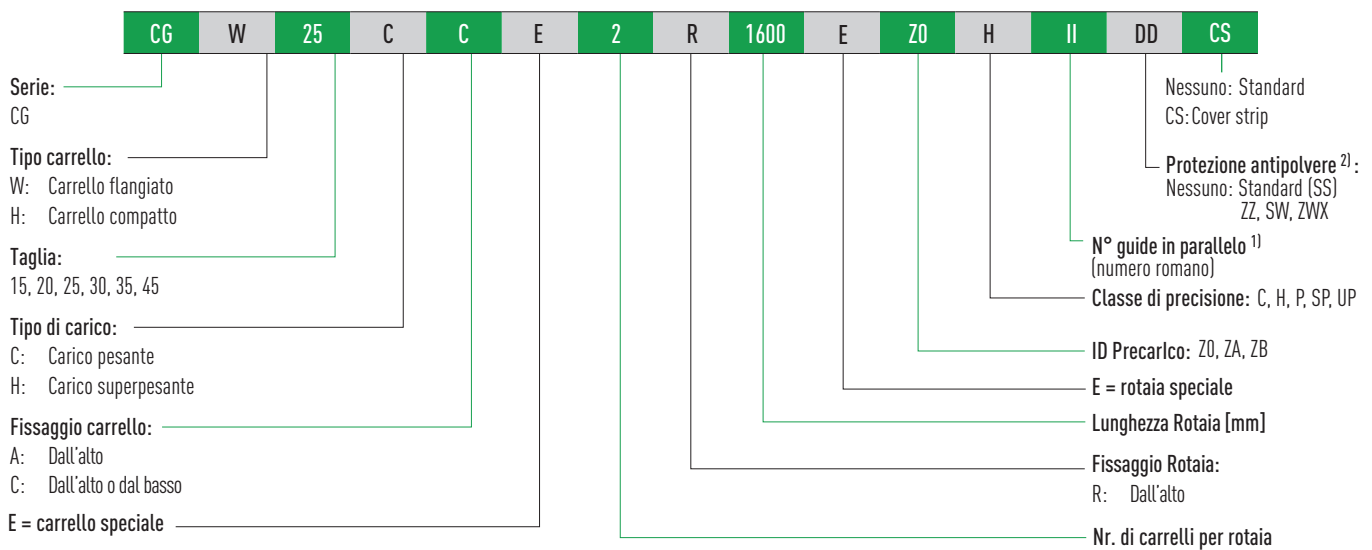 CG W 25 C C E 2 R 1600 E Z0 H II DD CS
Serie:
CG
Tipo carrello:
W: Carrello flangiato
H: Carrello compatto
Taglia:
15, 20, 25, 30, 35, 45
Tipo di carico:
C: Carico pesante
H: Carico superpesante
Fissaggio carrello:
A: Dall'alto
C: Dall'alto o dal basso
E = carrello speciale
Nessuno: Standard
CS: Cover strip
Protezione antipolvere 2) :
Nessuno: Standard (SS)
ZZ, SW, ZWX
N° guide in parallelo 1)
(numero romano)
Classe di precisione: C, H, P, SP, UP
ID PrecarIco: Z0, ZA, ZB
E = rotaia speciale
Lunghezza Rotaia [mm]
Fissaggio Rotaia:
R: Dall'alto
Nr. di carrelli per rotaia